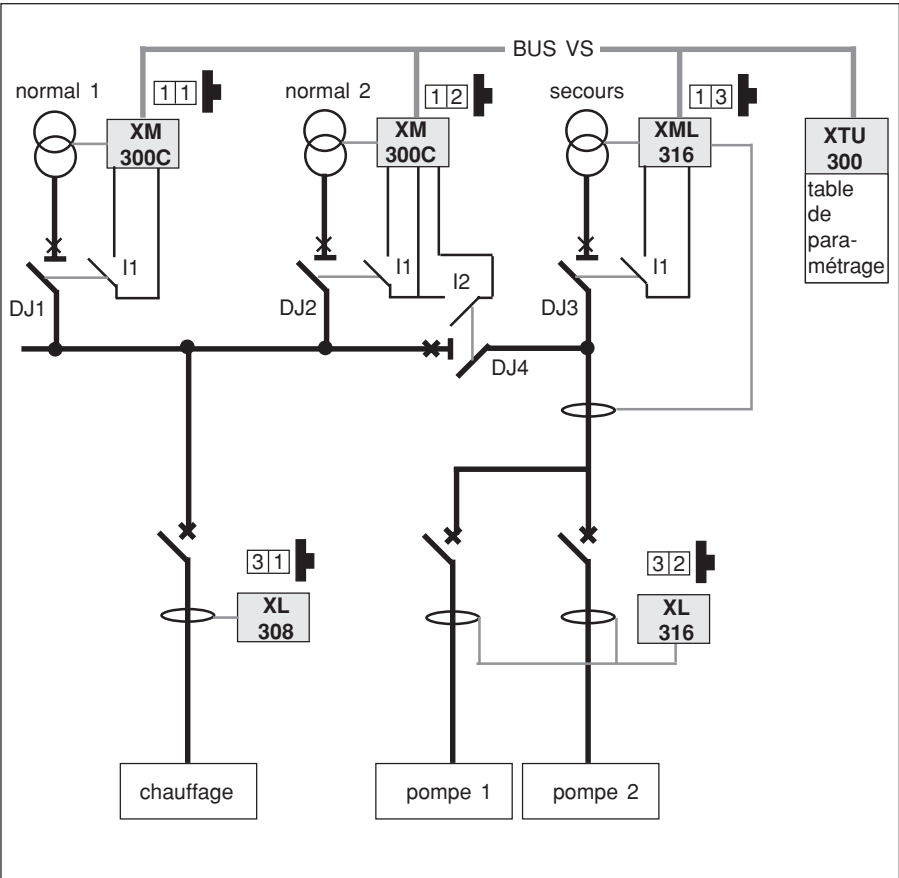 BUS VS
normal 1
1 1
normal 2
1 2
secours
1 3
XM
300C
XM
300C
XML
316
XTU
300
table
de
para-
métrage
I1
I1
I2
I1
DJ1
DJ2
DJ3
DJ4
3 1
3 2
XL
308
XL
316
chauffage
pompe 1
pompe 2